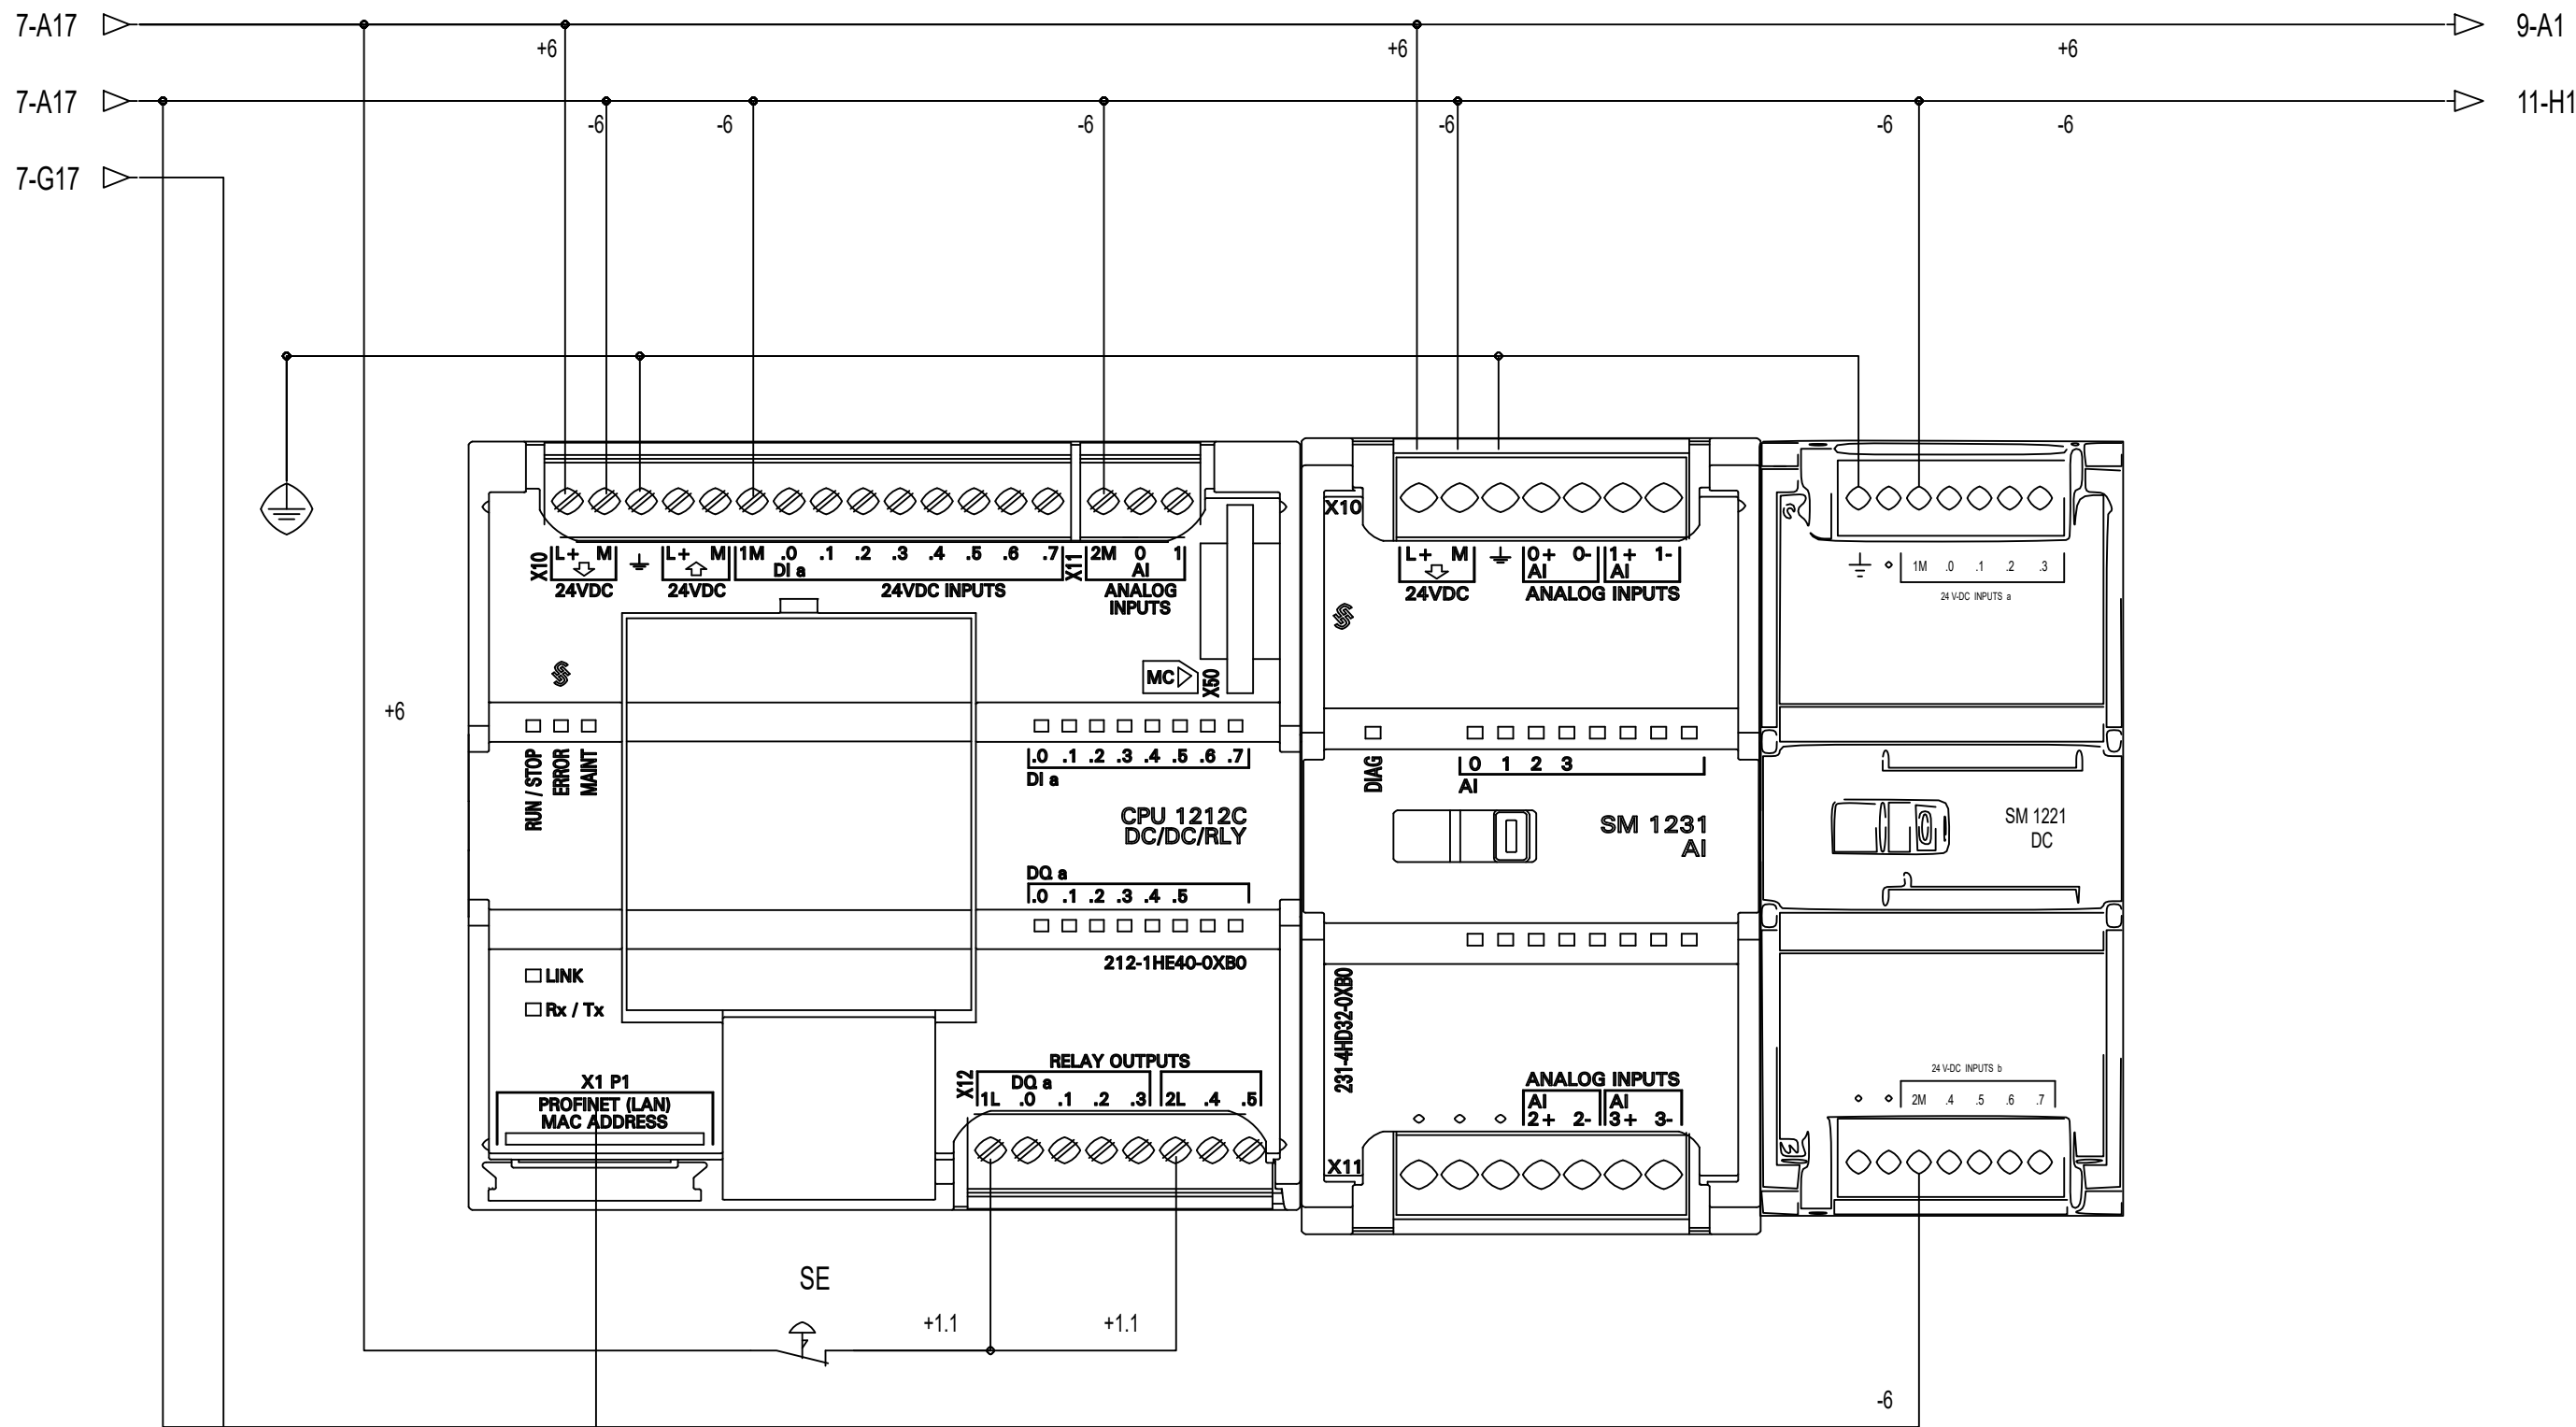 7-A17
9-A1
+6
+6
+6
7-A17
11-H1
-6
-6
-6
-6
-6
-6
7-G17
X10
L+ M
24VDC
L+ M
24VDC
1M .0 .1 .2 .3 .4 .5 .6 .7
DI a
24VDC INPUTS
X11
2M 0 1
AI
ANALOG
INPUTS
MC
X50
RUN / STOP
ERROR
MAINT
.0 .1 .2 .3 .4 .5 .6 .7
DI a
CPU 1212C
DC/DC/RLY
DQ a
.0 .1 .2 .3 .4 .5
212-1HE40-0XB0
LINK
Rx / Tx
X1 P1
PROFINET (LAN)
MAC ADDRESS
RELAY OUTPUTS
X12
DQ a
1L .0 .1 .2 .3 2L .4 .5
X10
L+ M 0+ 0- 1+ 1-
AI AI
24VDC ANALOG INPUTS
DIAG
0 1 2 3
AI
SM 1231
AI
231-4HD32-0XB0
ANALOG INPUTS
AI AI
2+ 2- 3+ 3-
X11
1M .0 .1 .2 .3
24 V-DC INPUTS a
SM 1221
DC
24 V-DC INPUTS b
2M .4 .5 .6 .7
+6
SE
+1.1
+1.1
-6